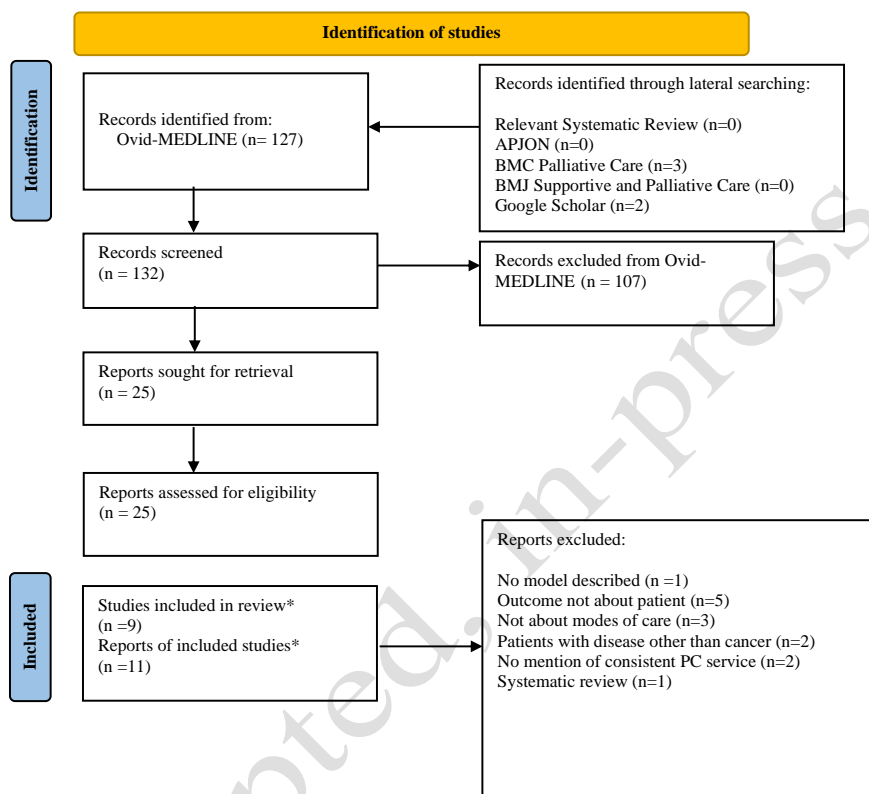 Identification of studies
Identification
Records identified from:
Ovid-MEDLINE (n= 127)
Records identified through lateral searching:
Relevant Systematic Review (n=0)
APJON (n=0)
BMC Palliative Care (n=3)
BMJ Supportive and Palliative Care (n=0)
Google Scholar (n=2)
Records screened
(n = 132)
Records excluded from Ovid-
MEDLINE (n = 107)
Reports sought for retrieval
(n = 25)
Reports assessed for eligibility
(n = 25)
Included
Studies included in review*
(n =9)
Reports of included studies*
(n =11)
Reports excluded:
No model described (n =1)
Outcome not about patient (n=5)
Not about modes of care (n=3)
Patients with disease other than cancer (n=2)
No mention of consistent PC service (n=2)
Systematic review (n=1)
pted, in-press